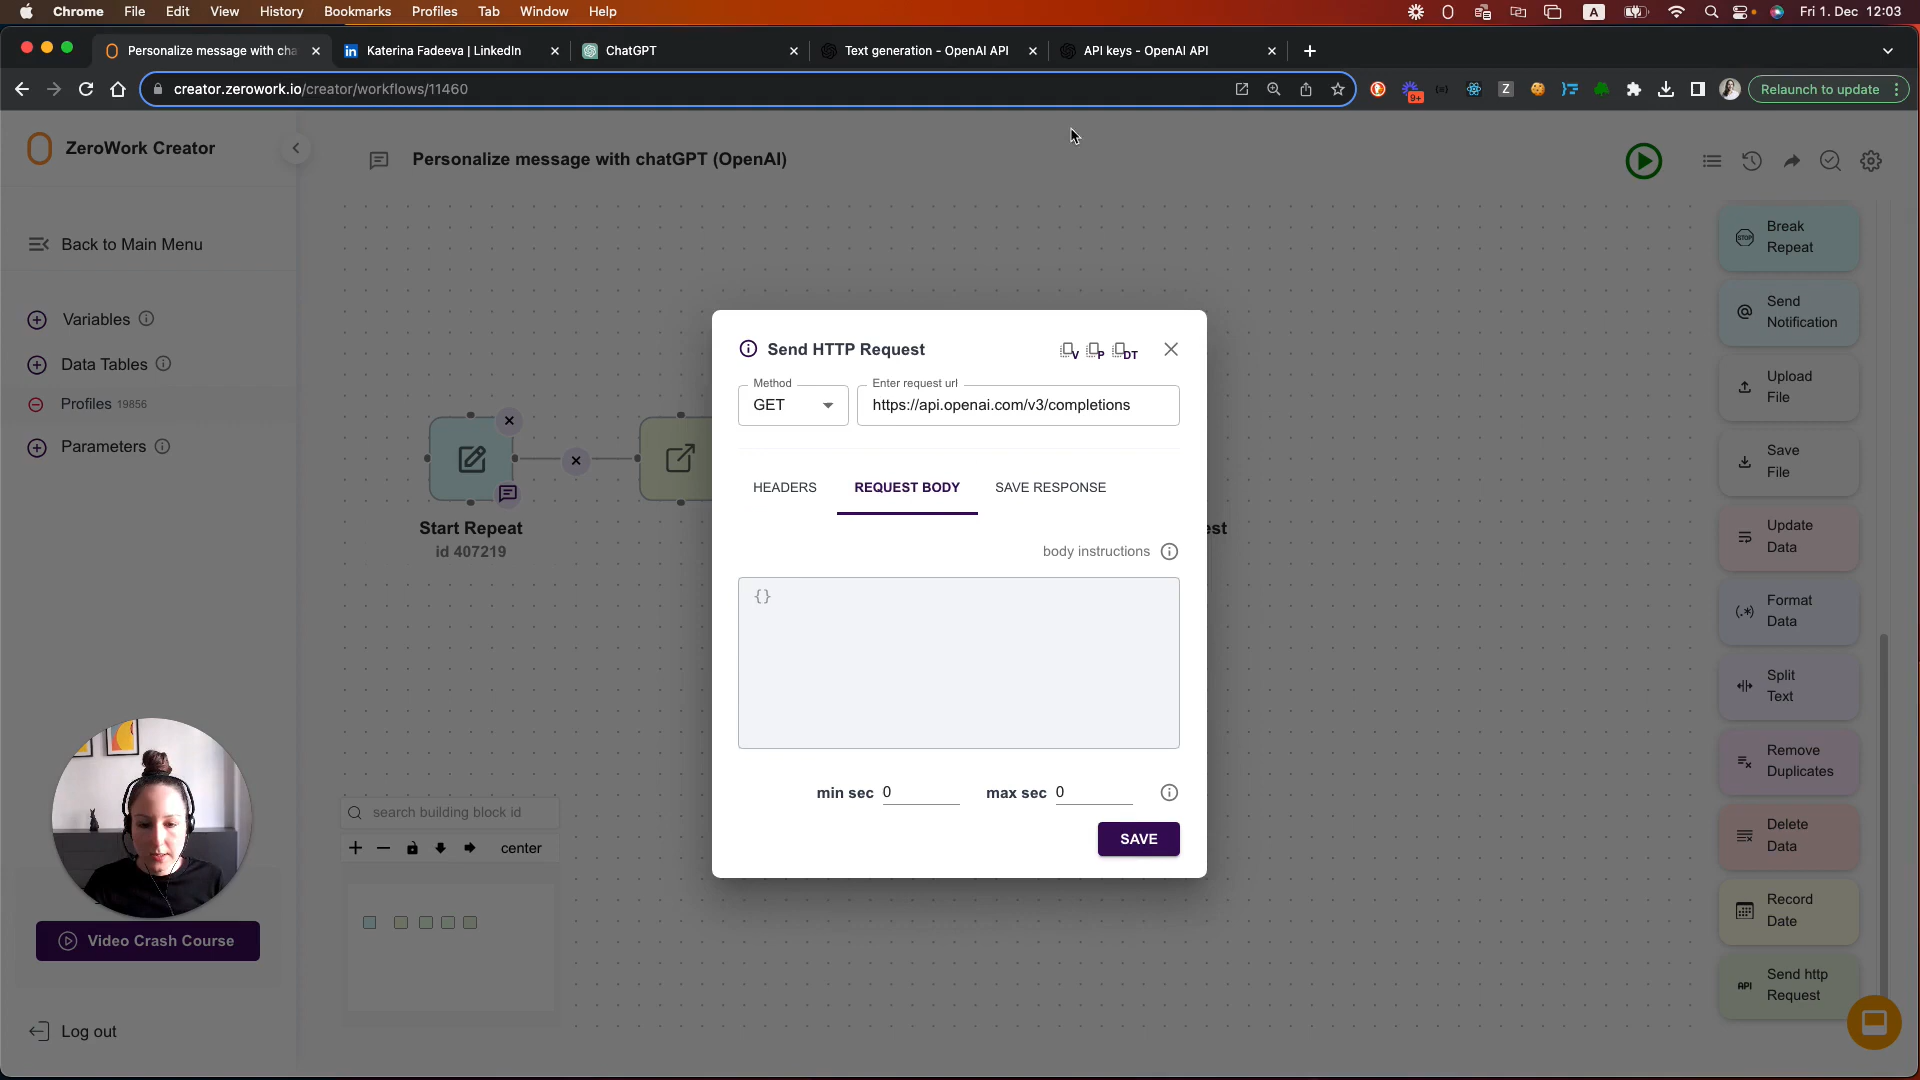 Chrome File Edit View History Bookmarks Profiles Tab Window Help
A
Fri 1. Dec 12:03
Personalize message with cha
in Katerina Fadeeva | LinkedIn
ChatGPT
Text generation - OpenAI API
API keys - OpenAI API
creator.zerowork.io/creator/workflows/11460
9+
Z
Relaunch to update
ZeroWork Creator
Personalize message with chatGPT (OpenAI)
Back to Main Menu
Variables
Data Tables
Profiles 19856
Parameters
Start Repeat
id 407219
est
Send HTTP Request
V
P
DT
Method
GET
Enter request url
https://api.openai.com/v3/completions
HEADERS
REQUEST BODY
SAVE RESPONSE
body instructions
{}
min sec 0
max sec 0
SAVE
search building block id
center
Video Crash Course
Log out
STOP
Break
Repeat
Send
Notification
Upload
File
Save
File
Update
Data
Format
Data
Split
Text
Remove
Duplicates
Delete
Data
Record
Date
API
Send http
Request